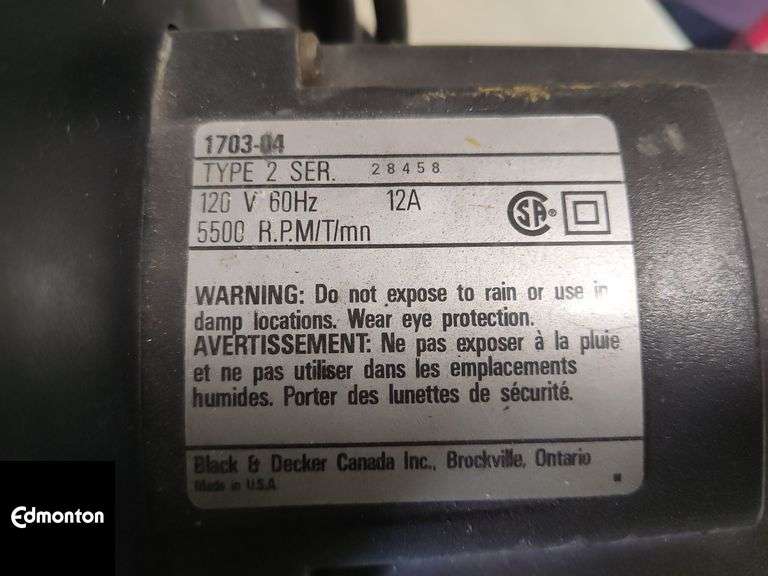 1703-04
TYPE 2 SER. 28458
120 V 60Hz 12A
5500 R.P.M/T/mn
SA®
WARNING: Do not expose to rain or use in
damp locations. Wear eye protection.
AVERTISSEMENT: Ne pas exposer à la pluie
et ne pas utiliser dans les emplacements
humides. Porter des lunettes de sécurité.
Black & Decker Canada Inc., Brockville, Ontario
Made in U.S.A
Edmonton